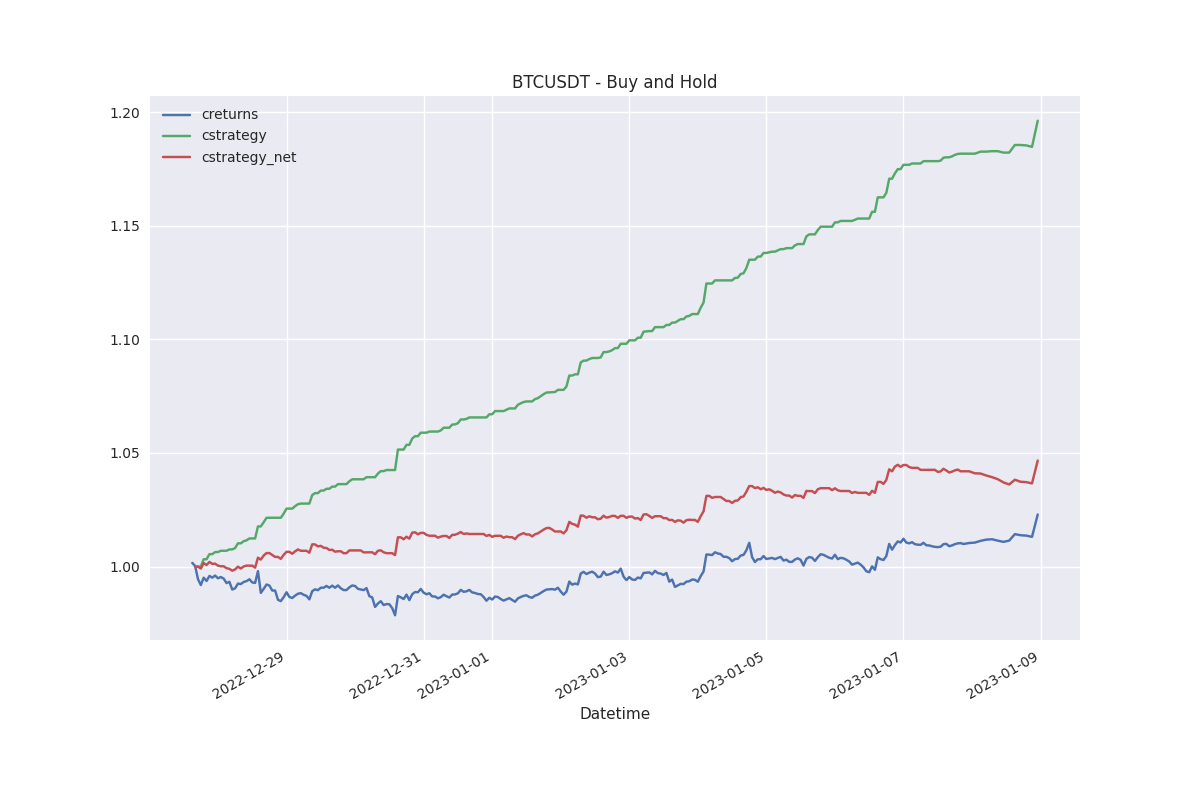 BTCUSDT - Buy and Hold
creturns
cstrategy
cstrategy_net
1.20
1.15
1.10
1.05
1.00
2022-12-29
2022-12-31
2023-01-01
2023-01-03
2023-01-05
2023-01-07
2023-01-09
Datetime